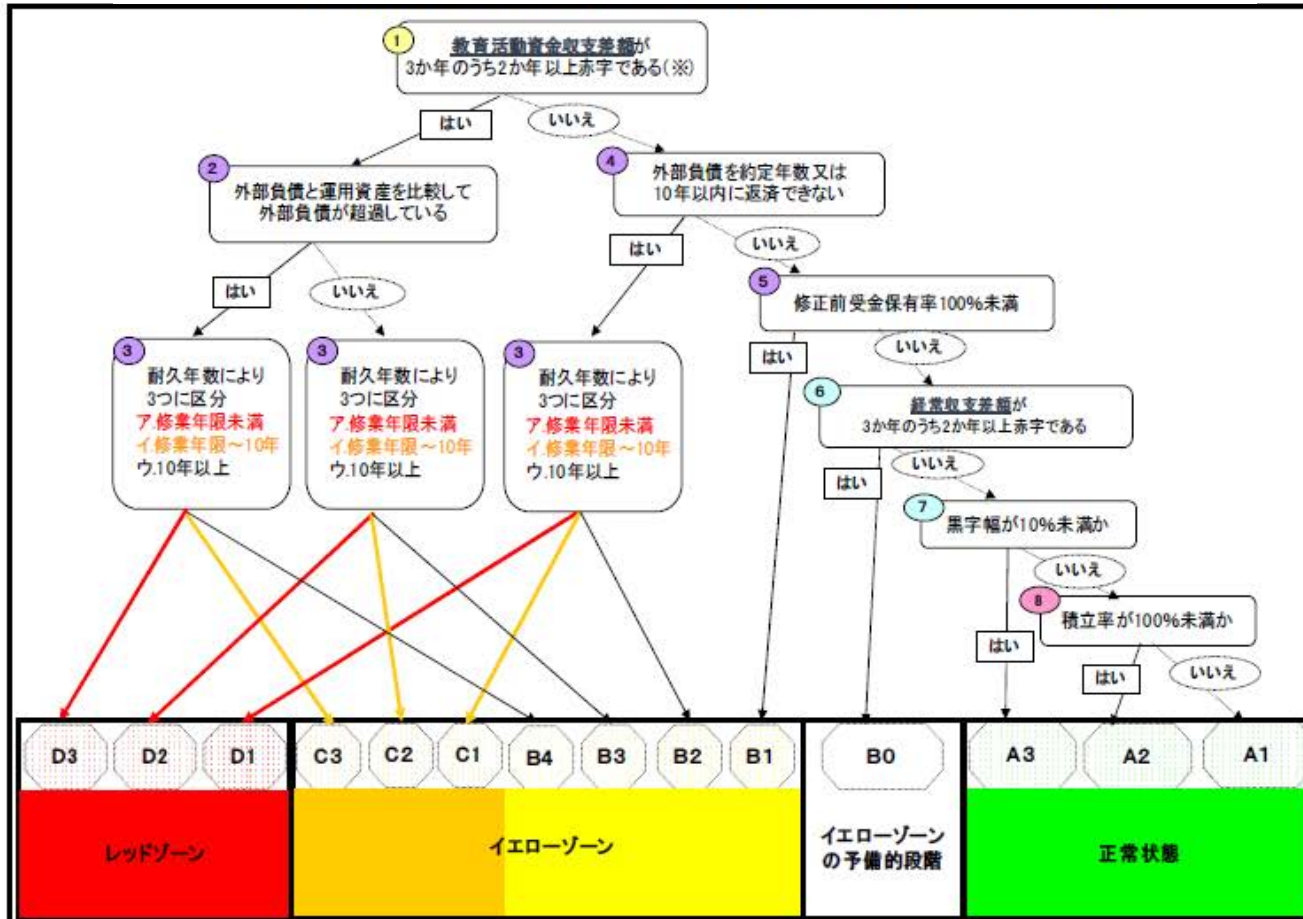 1
教育活動資金収支差額が
3か年のうち2か年以上赤字である(※)
はい
いいえ
2
外部負債と運用資産を比較して
外部負債が超過している
4
外部負債を約定年数又は
10年以内に返済できない
はい
いいえ
はい
いいえ
5
修正前受金保有率100%未満
3
耐久年数により
3つに区分
ア.修業年限未満
イ.修業年限~10年
ウ.10年以上
3
耐久年数により
3つに区分
ア.修業年限未満
イ.修業年限~10年
ウ.10年以上
3
耐久年数により
3つに区分
ア.修業年限未満
イ.修業年限~10年
ウ.10年以上
はい
いいえ
6
経常収支差額が
3か年のうち2か年以上赤字である
はい
いいえ
7
黒字幅が10%未満か
はい
いいえ
8
積立率が100%未満か
はい
いいえ
D3
D2
D1
C3
C2
C1
B4
B3
B2
B1
B0
A3
A2
A1
レッドゾーン
イエローゾーン
イエローゾーン
の予備的段階
正常状態